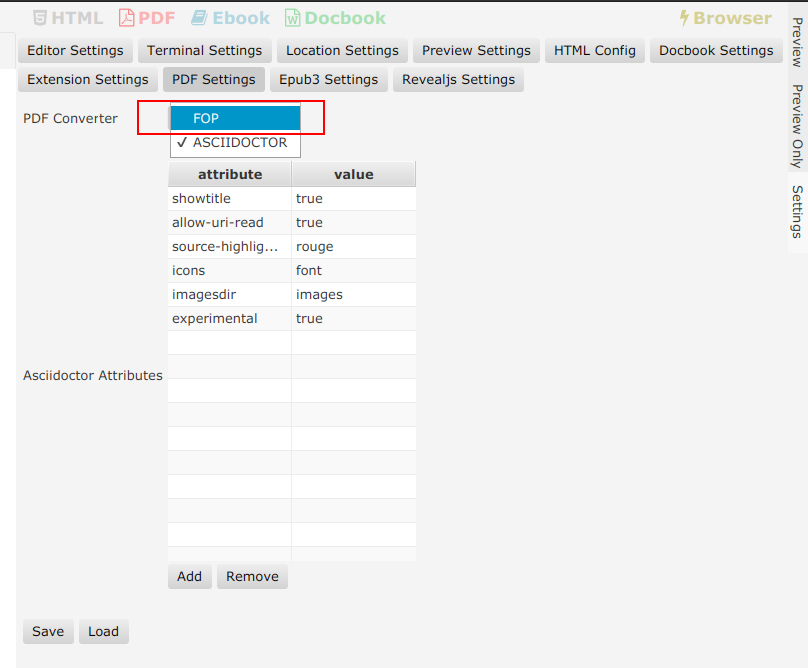 HTML PDF Ebook Docbook Browser
Editor Settings Terminal Settings Location Settings Preview Settings HTML Config Docbook Settings
Extension Settings PDF Settings Epub3 Settings Revealjs Settings
PDF Converter FOP
✓ ASCIIDOCTOR
attribute value
showtitle true
allow-uri-read true
source-highlig... rouge
icons font
imagesdir images
experimental true
Asciidoctor Attributes
Add Remove
Save Load
Preview
Preview Only
Settings